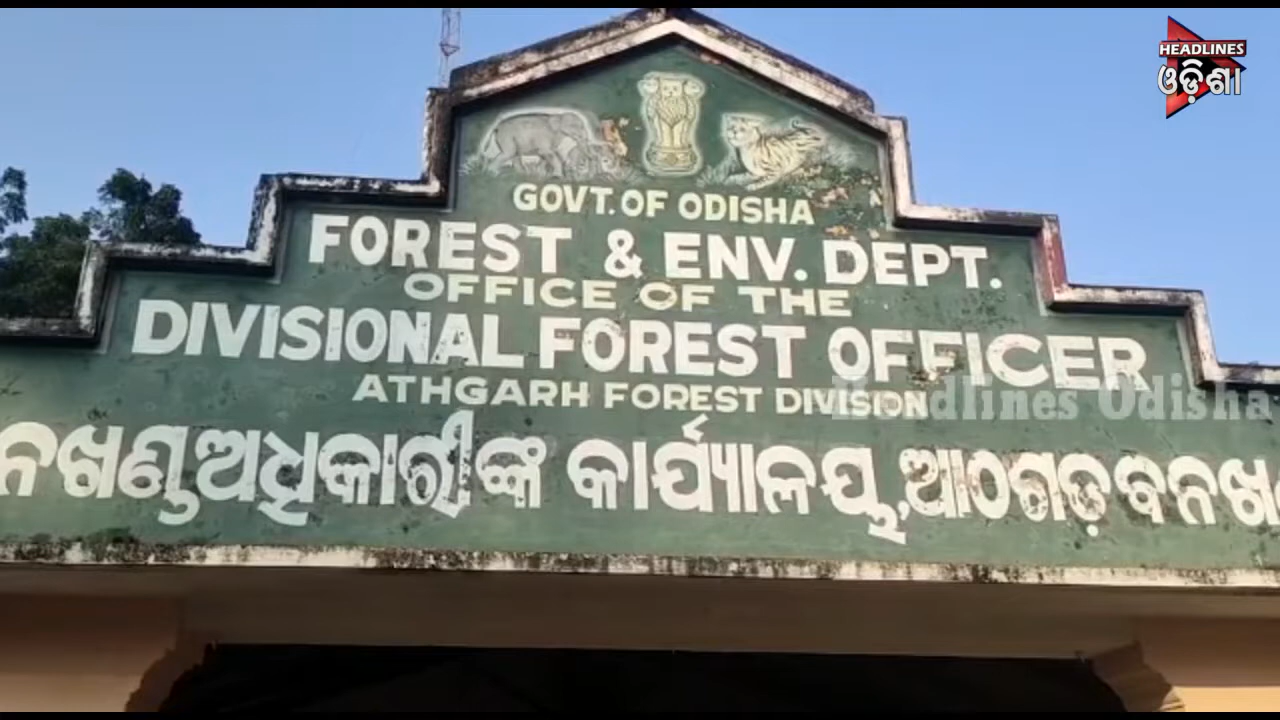 HEADLINES
ଓଡ଼ିଶା
GOVT. OF ODISHA
FOREST & ENV. DEPT.
OFFICE OF THE
DIVISIONAL FOREST OFFICER
ATHGARH FOREST DIVISION
Headlines Odisha
ନଖଣ୍ଡ ଅଧିକାରୀଙ୍କ କାର୍ଯ୍ୟାଳୟ, ଆଠଗଡ଼ ବନଖ